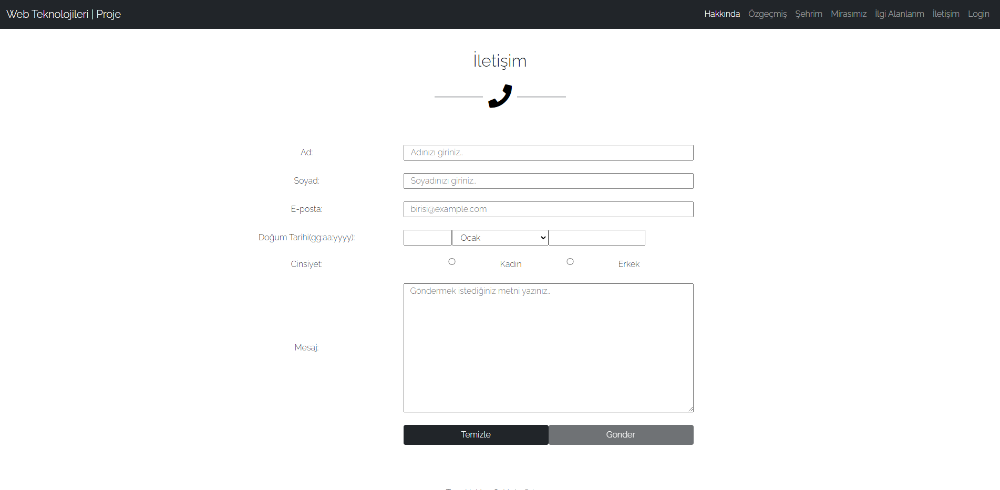 Web Teknolojileri | Proje
Hakkında Özgeçmiş Şehrim Mirasımız İlgi Alanlarım İletişim Login
İletişim
Ad: Adınızı giriniz..
Soyad: Soyadınızı giriniz..
E-posta: birisi@example.com
Doğum Tarihi(gg:aa:yyyy): Ocak
Cinsiyet: Kadın Erkek
Göndermek istediğiniz metni yazınız..
Mesaj:
Temizle Gönder